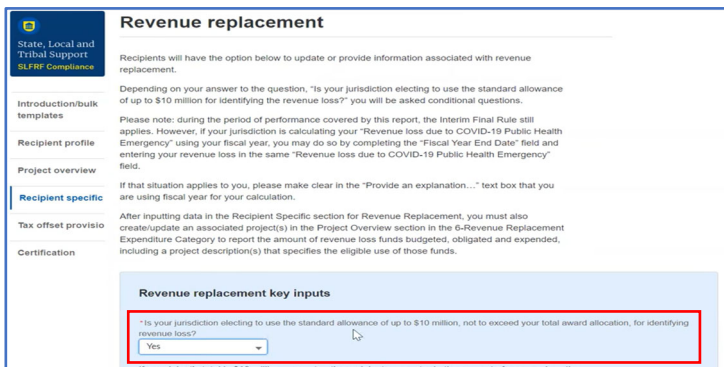 Revenue replacement
State, Local and
Tribal Support
SLFRF Compliance
Introduction/bulk
templates
Recipient profile
Project overview
Recipient specific
Tax offset provisio
Certification
Recipients will have the option below to update or provide information associated with revenue
replacement.
Depending on your answer to the question, "Is your jurisdiction electing to use the standard allowance
of up to $10 million for identifying the revenue loss?" you will be asked conditional questions.
Please note: during the period of performance covered by this report, the Interim Final Rule still
applies. However, if your jurisdiction is calculating your "Revenue loss due to COVID-19 Public Health
Emergency" using your fiscal year, you may do so by completing the "Fiscal Year End Date" field and
entering your revenue loss in the same "Revenue loss due to COVID-19 Public Health Emergency"
field.
If that situation applies to you, please make clear in the "Provide an explanation…" text box that you
are using fiscal year for your calculation.
After inputting data in the Recipient Specific section for Revenue Replacement, you must also
create/update an associated project(s) in the Project Overview section in the 6-Revenue Replacement
Expenditure Category to report the amount of revenue loss funds budgeted, obligated and expended,
including a project description(s) that specifies the eligible use of those funds.
Revenue replacement key inputs
*Is your jurisdiction electing to use the standard allowance of up to $10 million, not to exceed your total award allocation, for identifying
revenue loss?
Yes